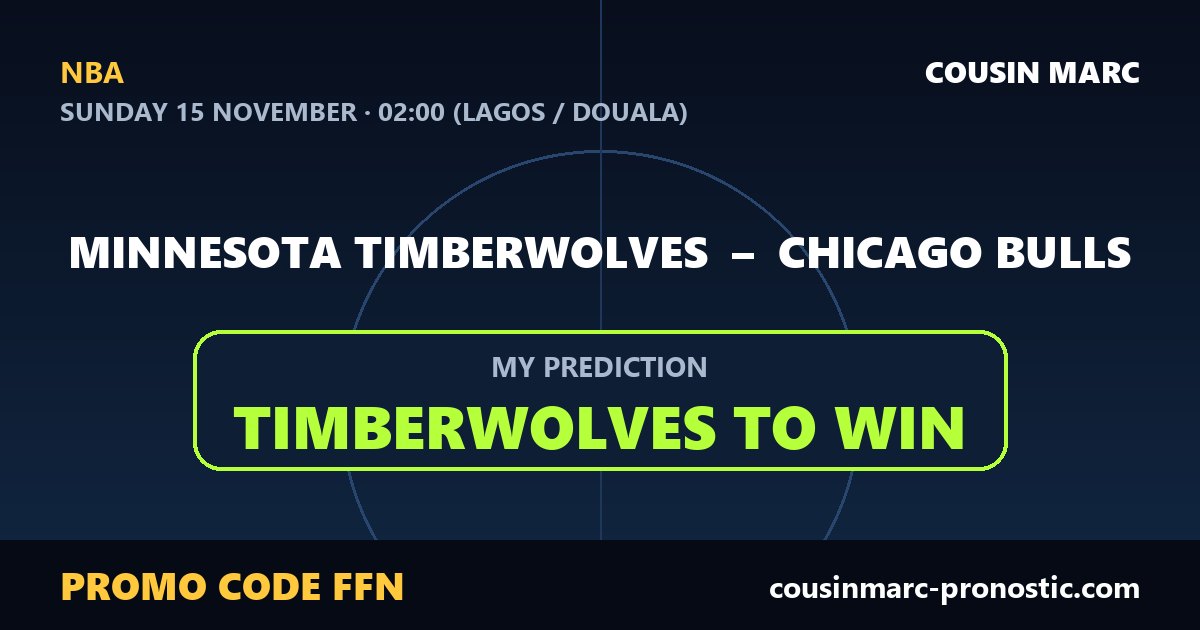 NBA
COUSIN MARC
SUNDAY 15 NOVEMBER · 02:00 (LAGOS / DOUALA)
MINNESOTA TIMBERWOLVES – CHICAGO BULLS
MY PREDICTION
TIMBERWOLVES TO WIN
PROMO CODE FFN
cousinmarc-pronostic.com